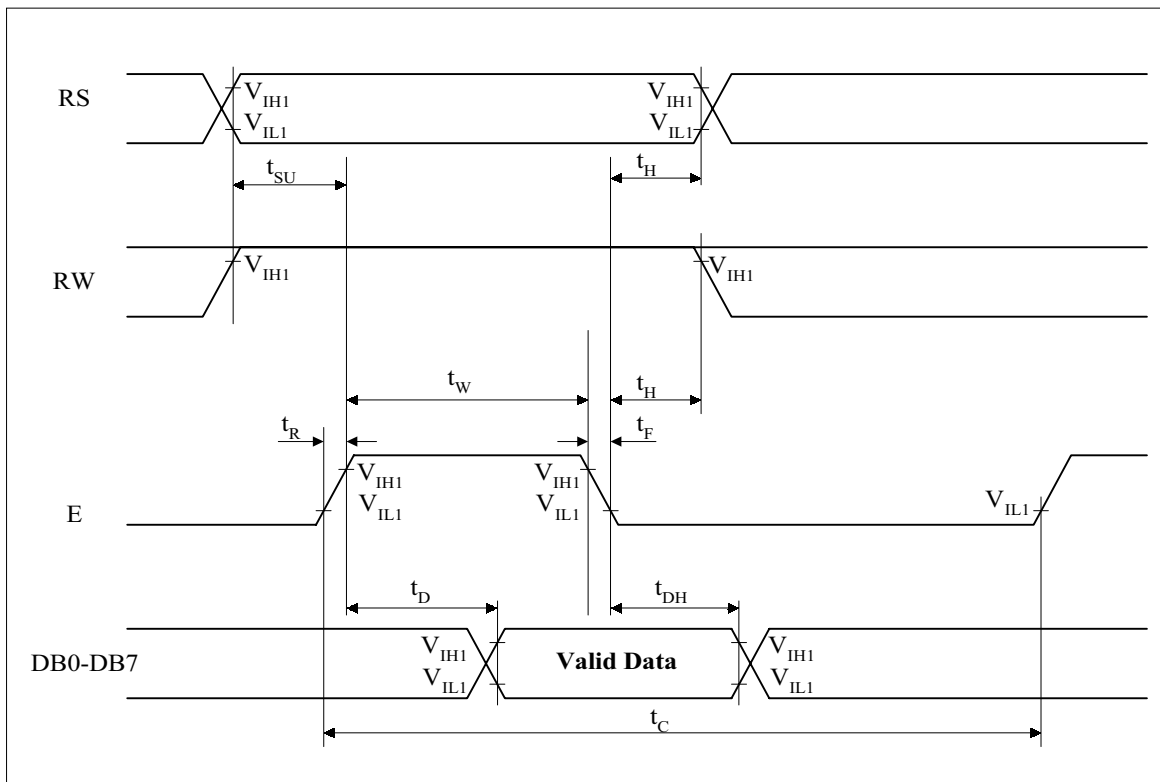 RS
V_IH1
V_IL1
V_IH1
V_IL1
t_SU
t_H
RW
V_IH1
V_IH1
t_W
t_H
t_R
t_F
E
V_IH1
V_IL1
V_IH1
V_IL1
V_IL1
t_D
t_DH
DB0-DB7
V_IH1
V_IL1
Valid Data
V_IH1
V_IL1
t_C